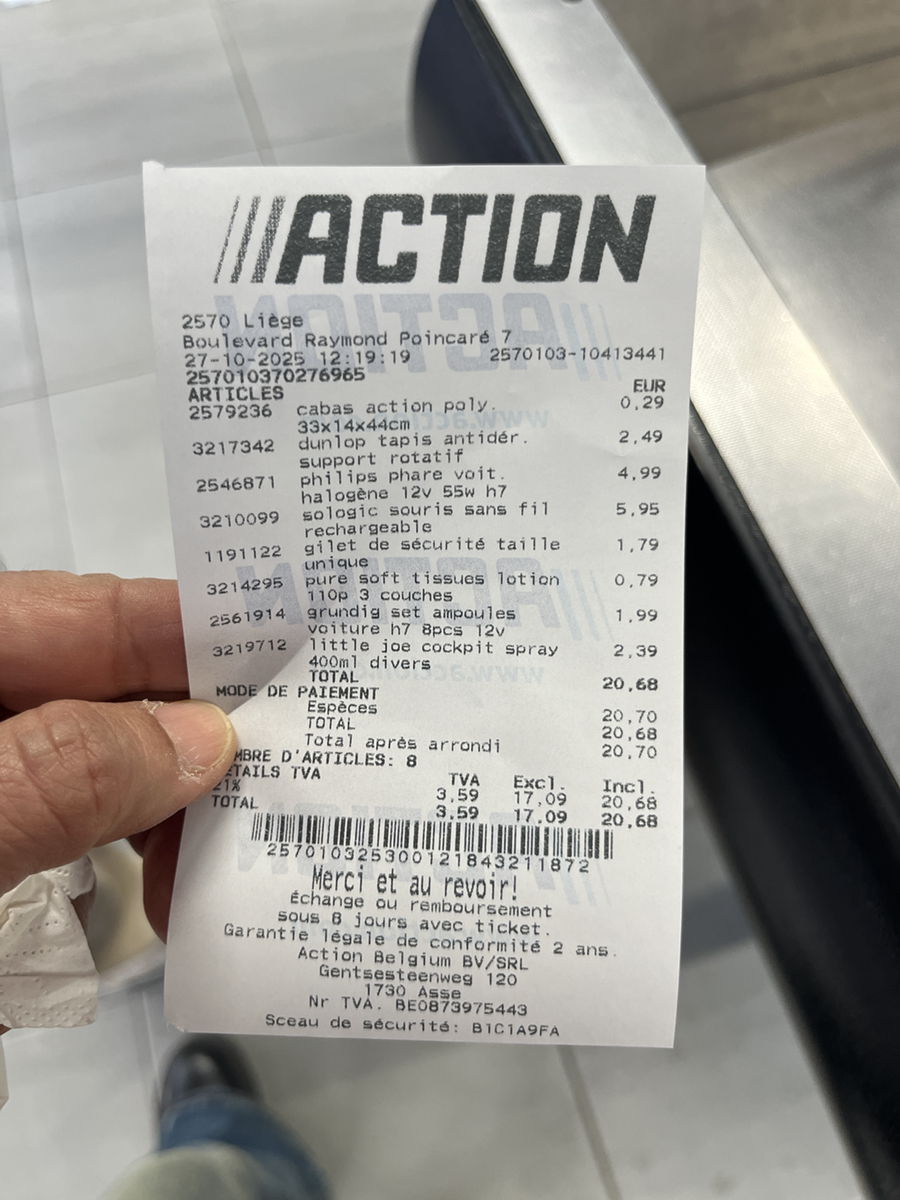 ACTION
2570 Liège
Boulevard Raymond Poincaré 7
27-10-2025 12:19:19 2570103-10413441
257010370276965
ARTICLES EUR
2579236 cabas action poly. 0,29
33x14x44cm
3217342 dunlop tapis antidér. 2,49
support rotatif
2546871 philips phare voit. 4,99
halogène 12v 55w h7
3210099 sologic souris sans fil 5,95
rechargeable
1191122 gilet de sécurité taille 1,79
unique
3214295 pure soft tissues lotion 0,79
110p 3 couches
2561914 grundig set ampoules 1,99
voiture h7 8pcs 12v
3219712 little joe cockpit spray 2,39
400ml divers
TOTAL 20,68
MODE DE PAIEMENT
Espèces 20,70
TOTAL 20,68
Total après arrondi 20,70
MBRE D'ARTICLES: 8
ETAILS TVA TVA Excl. Incl.
21% 3,59 17,09 20,68
TOTAL 3,59 17,09 20,68
2570103253001218432​11872
Merci et au revoir!
échange ou remboursement
sous 8 jours avec ticket.
Garantie légale de conformité 2 ans.
Action Belgium BV/SRL
Gentsesteenweg 120
1730 Asse
Nr TVA. BE0873975443
Sceau de sécurité: B1C1A9FA